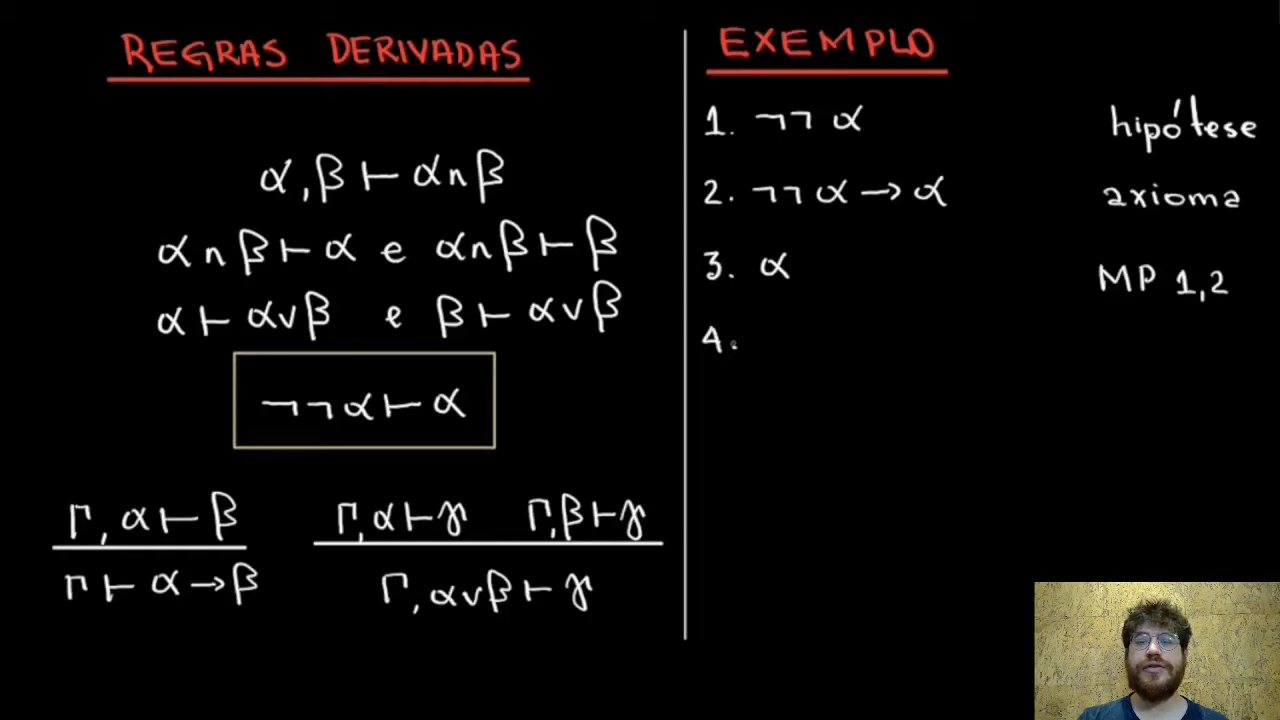 REGRAS DERIVADAS
α, β ⊢ α ∧ β
α ∧ β ⊢ α e α ∧ β ⊢ β
α ⊢ α ∨ β e β ⊢ α ∨ β
¬¬α ⊢ α
Γ, α ⊢ β
Γ ⊢ α → β
Γ, α ⊢ γ Γ, β ⊢ γ
Γ, α ∨ β ⊢ γ
EXEMPLO
1. ¬¬α hipótese
2. ¬¬α → α axioma
3. α MP 1,2
4.